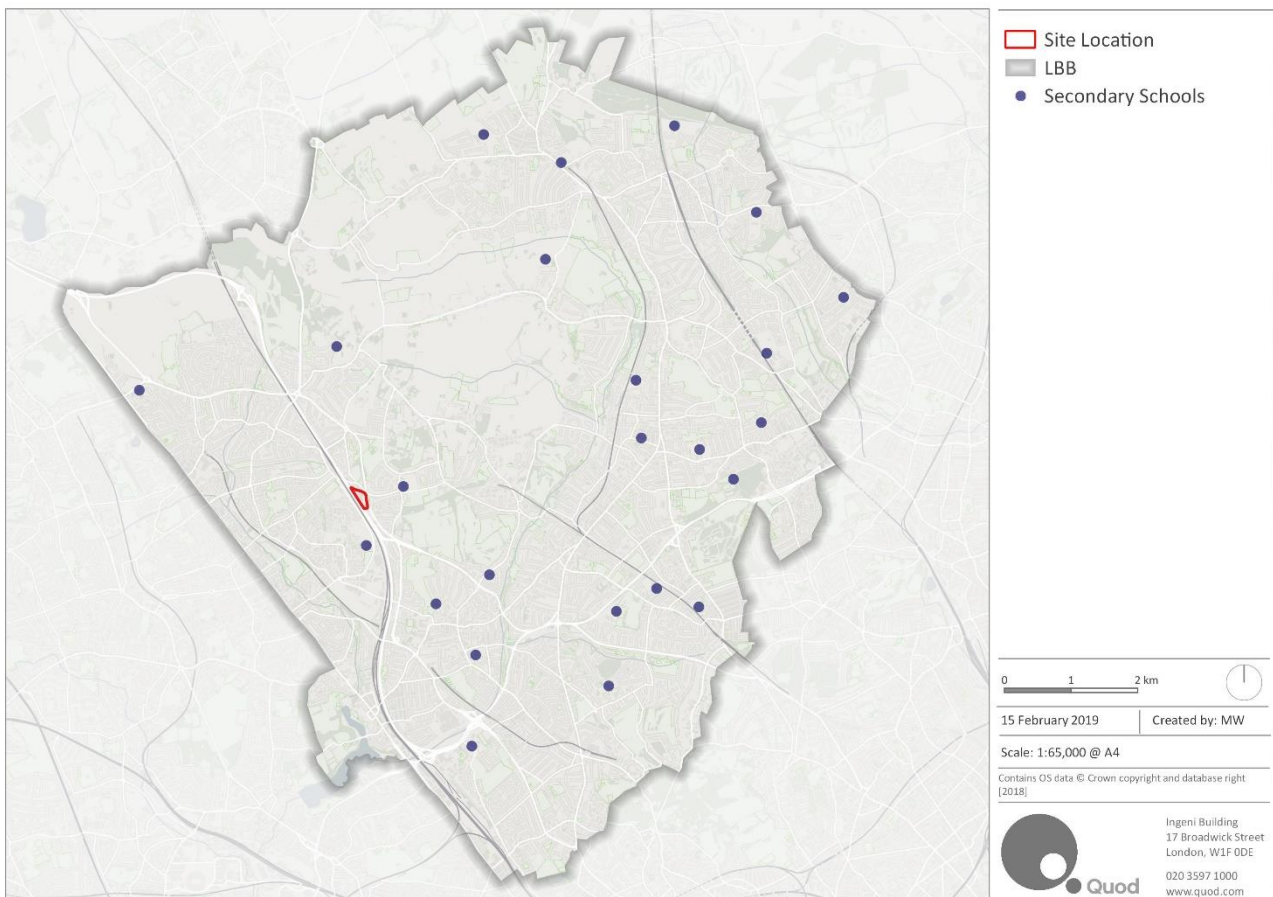 Site Location
LBB
Secondary Schools
0 1 2 km
15 February 2019 Created by: MW
Scale: 1:65,000 @ A4
Contains OS data © Crown copyright and database right
[2018]
Ingeni Building
17 Broadwick Street
London, W1F 0DE
020 3597 1000
www.quod.com
Quod